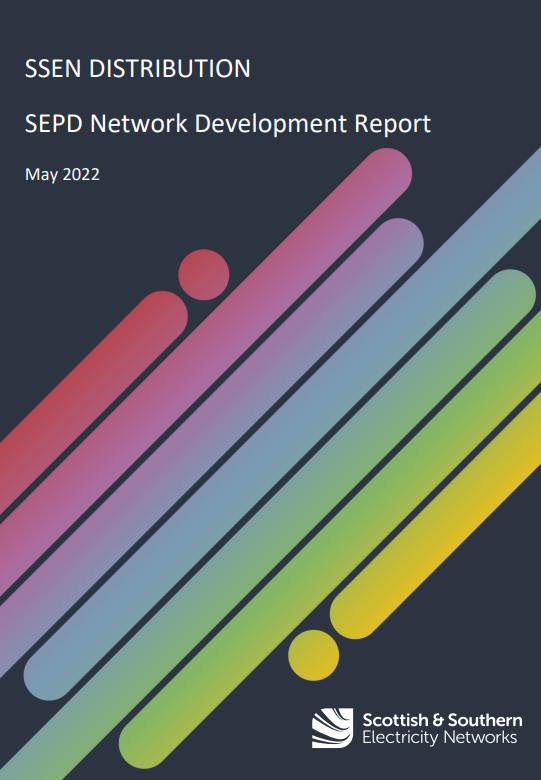 SSEN DISTRIBUTION
SEPD Network Development Report
May 2022
Scottish & Southern
Electricity Networks